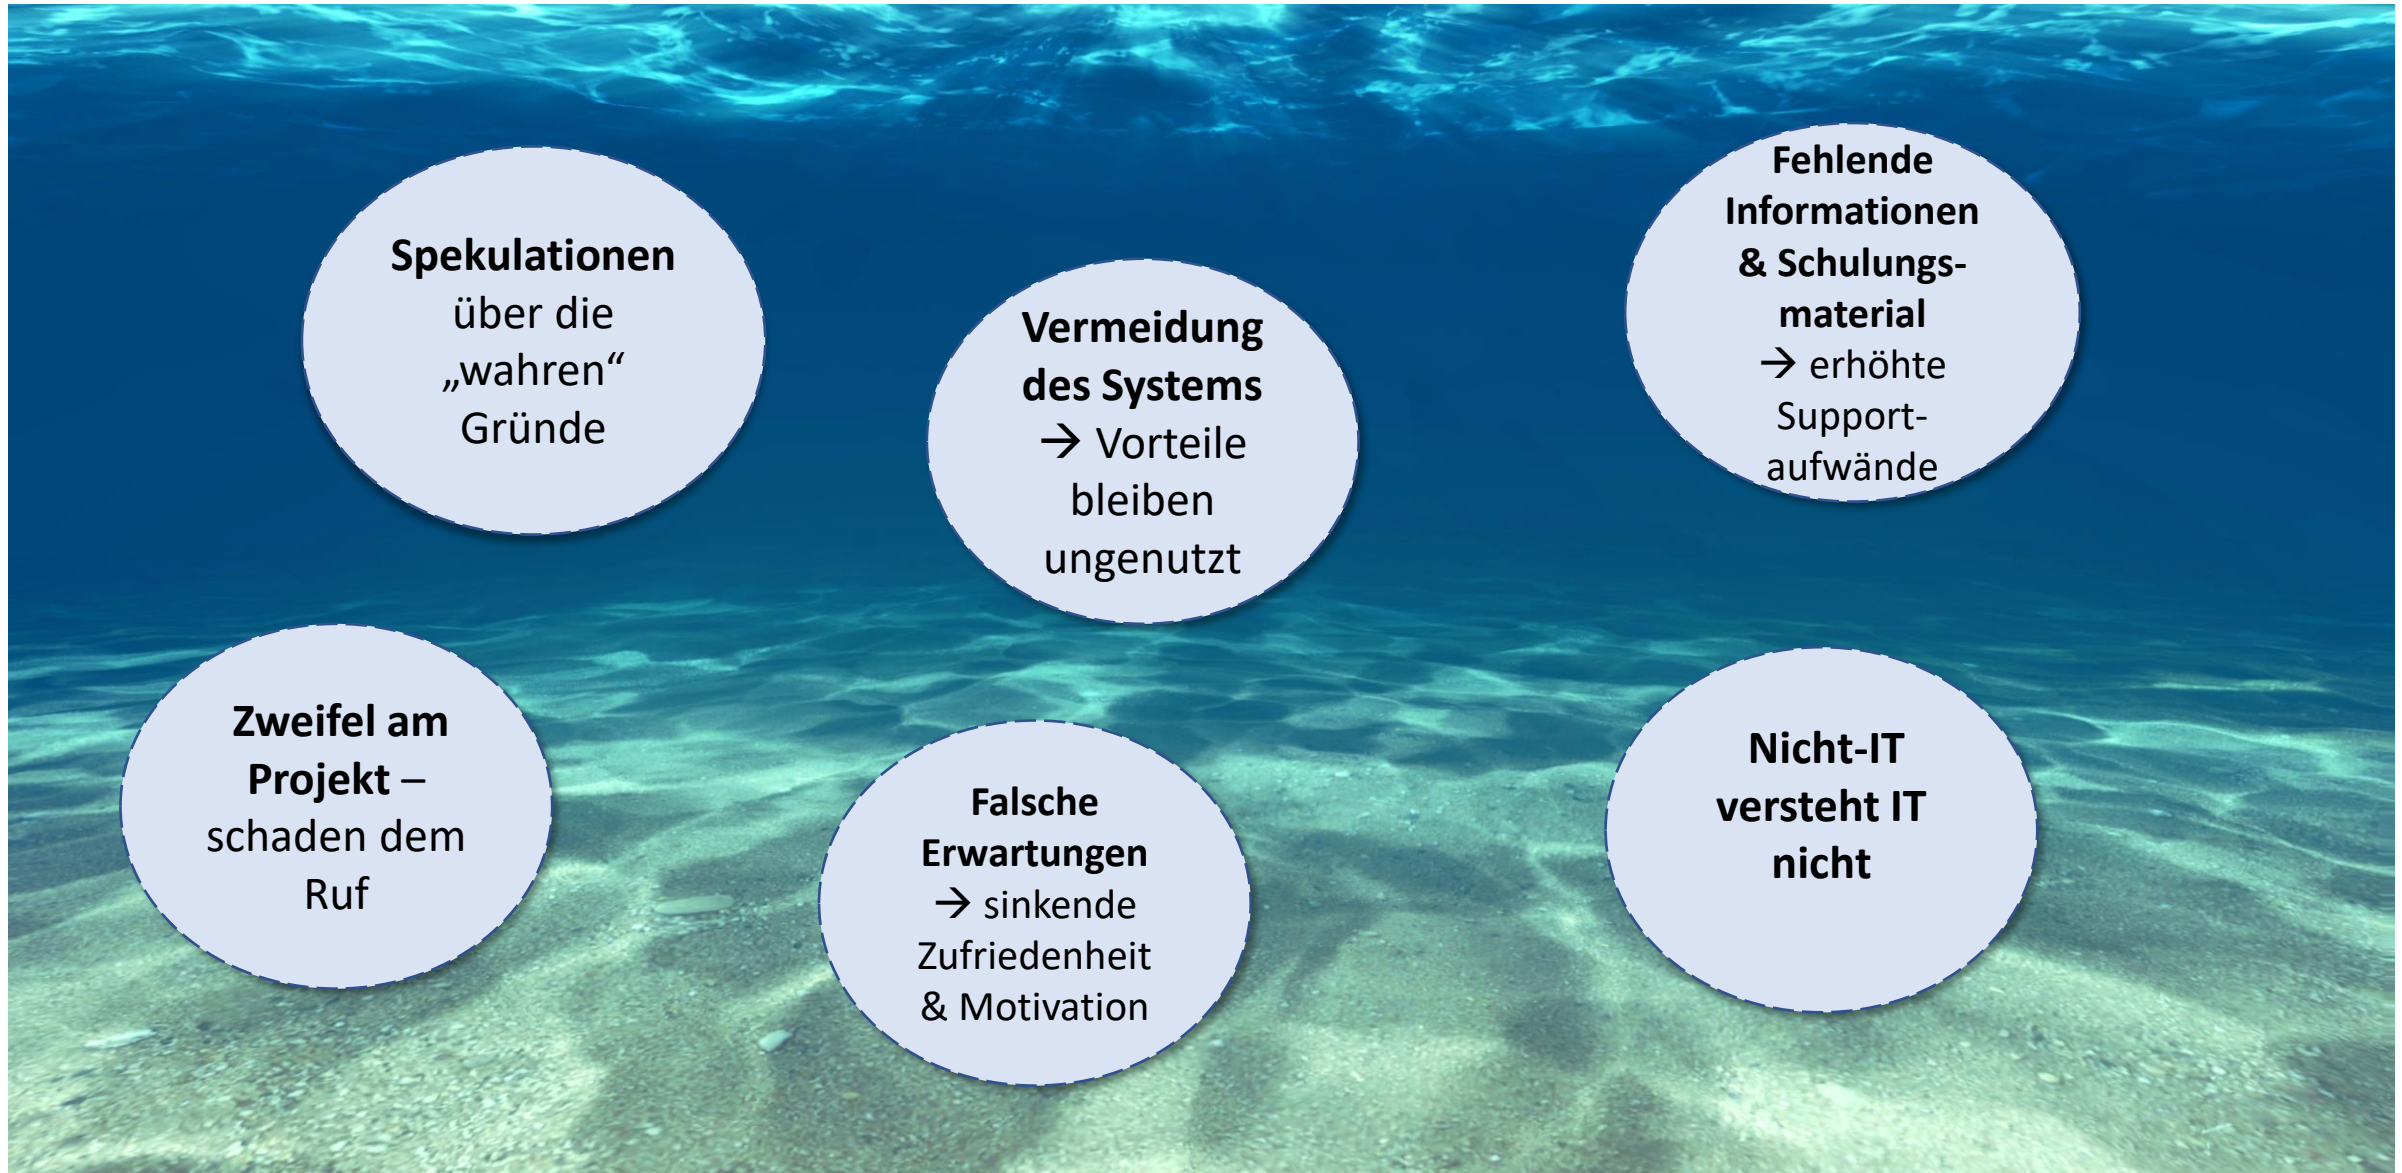 Spekulationen
über die
„wahren“
Gründe
Vermeidung
des Systems
→ Vorteile
bleiben
ungenutzt
Fehlende
Informationen
& Schulungs-
material
→ erhöhte
Support-
aufwände
Zweifel am
Projekt –
schaden dem
Ruf
Falsche
Erwartungen
→ sinkende
Zufriedenheit
& Motivation
Nicht-IT
versteht IT
nicht